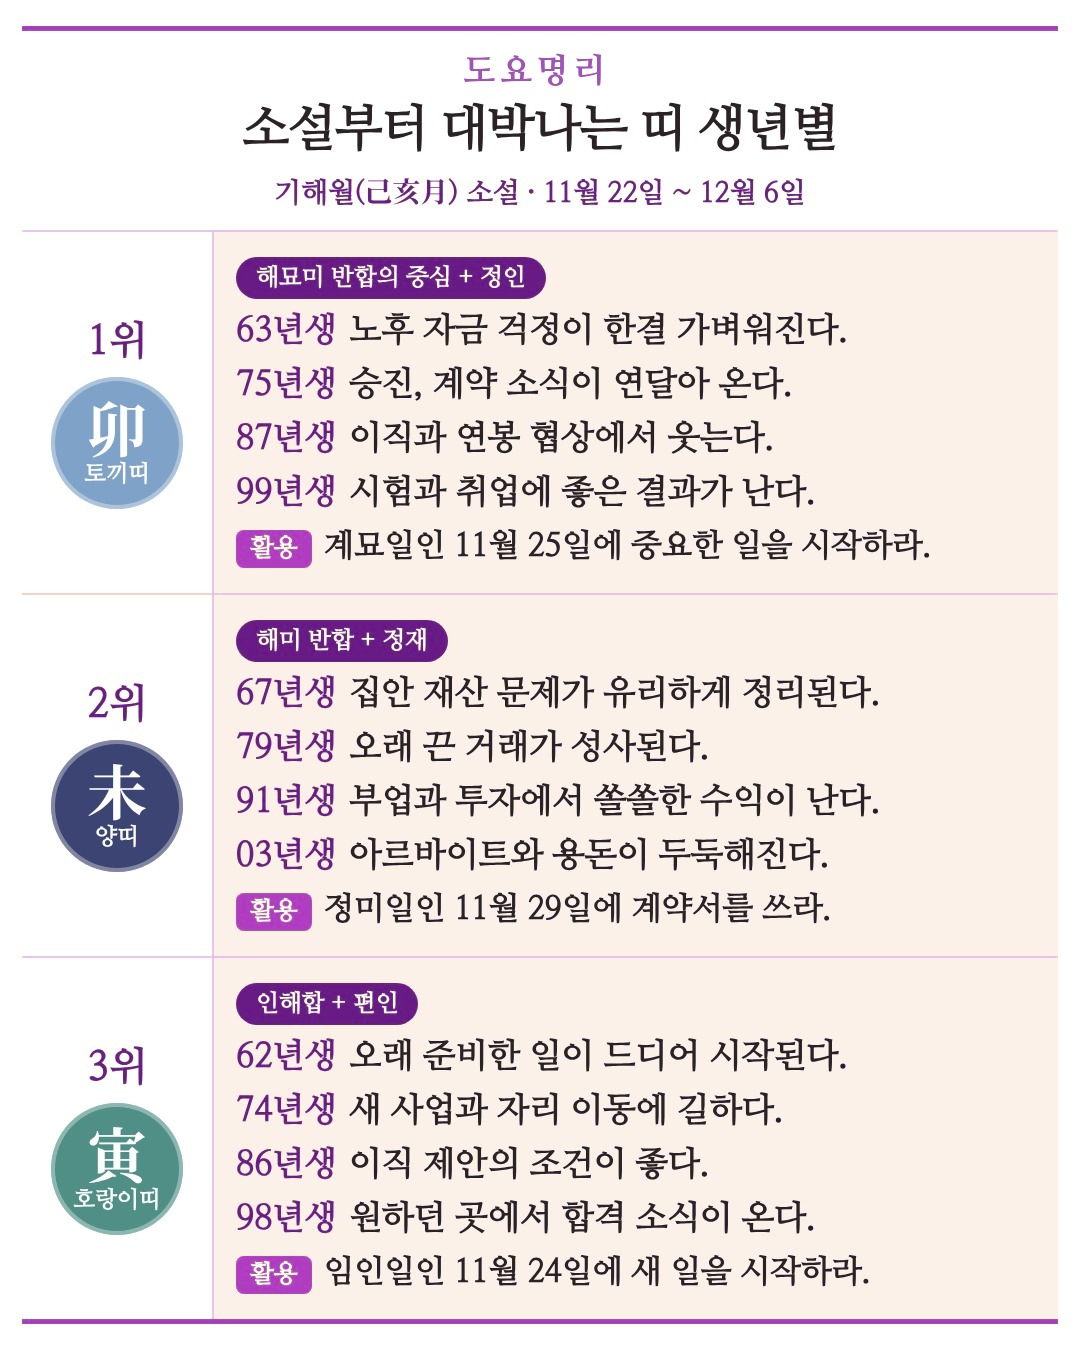 도요명리
소설부터 대박나는 띠 생년별
기해월(己亥月) 소설 · 11월 22일 ~ 12월 6일
1위
卯
토끼띠
해묘미 반합의 중심 + 정인
63년생 노후 자금 걱정이 한결 가벼워진다.
75년생 승진, 계약 소식이 연달아 온다.
87년생 이직과 연봉 협상에서 웃는다.
99년생 시험과 취업에 좋은 결과가 난다.
활용 계묘일인 11월 25일에 중요한 일을 시작하라.
2위
未
양띠
해미 반합 + 정재
67년생 집안 재산 문제가 유리하게 정리된다.
79년생 오래 끈 거래가 성사된다.
91년생 부업과 투자에서 쏠쏠한 수익이 난다.
03년생 아르바이트와 용돈이 두둑해진다.
활용 정미일인 11월 29일에 계약서를 쓰라.
3위
寅
호랑이띠
인해합 + 편인
62년생 오래 준비한 일이 드디어 시작된다.
74년생 새 사업과 자리 이동에 길하다.
86년생 이직 제안의 조건이 좋다.
98년생 원하던 곳에서 합격 소식이 온다.
활용 임인일인 11월 24일에 새 일을 시작하라.